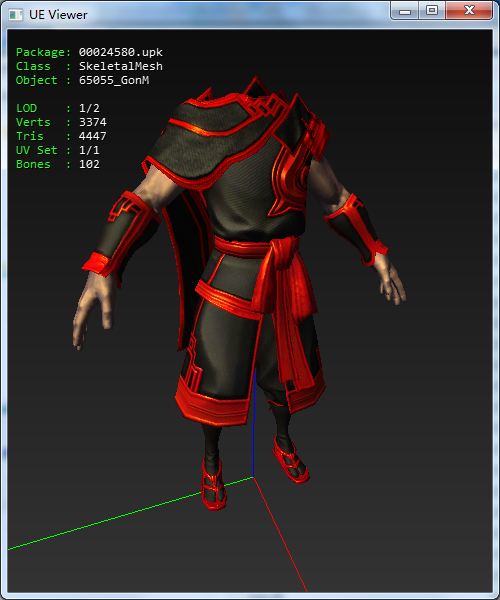 UE Viewer
Package: 00024580.upk
Class : SkeletalMesh
Object : 65055_GonM
LOD : 1/2
Verts : 3374
Tris : 4447
UV Set : 1/1
Bones : 102